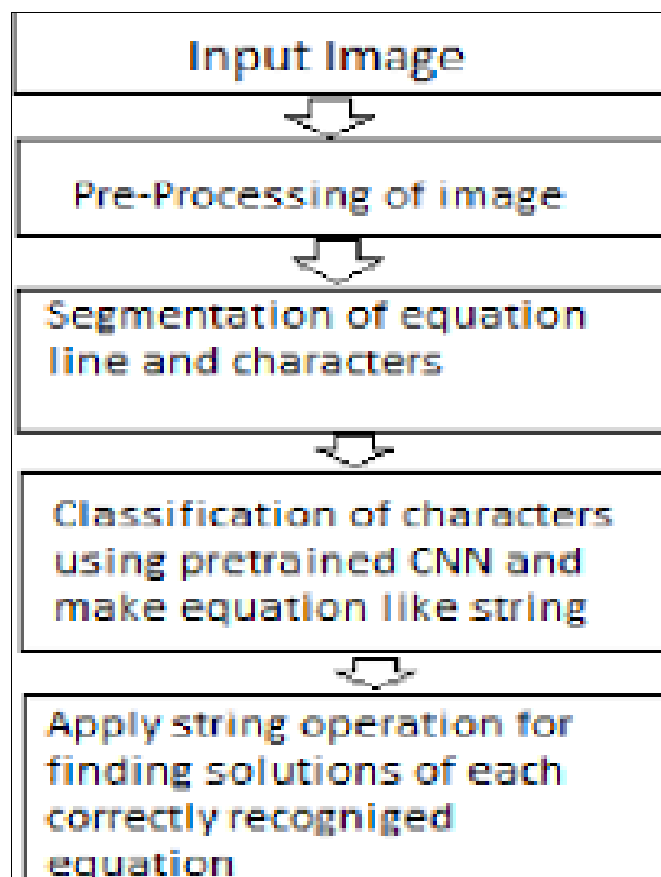 Input Image
Pre-Processing of image
Segmentation of equation
line and characters
Classification of characters
using pretrained CNN and
make equation like string
Apply string operation for
finding solutions of each
correctly recogniged
equation